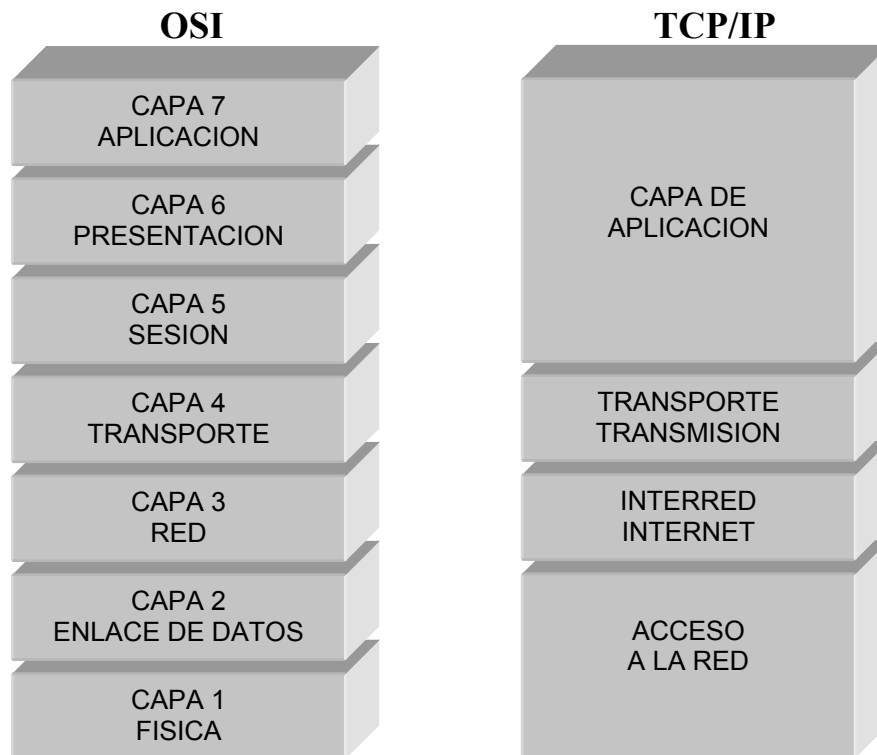 OSI
CAPA 7
APLICACION
CAPA 6
PRESENTACION
CAPA 5
SESION
CAPA 4
TRANSPORTE
CAPA 3
RED
CAPA 2
ENLACE DE DATOS
CAPA 1
FISICA
TCP/IP
CAPA DE
APLICACION
TRANSPORTE
TRANSMISION
INTERRED
INTERNET
ACCESO
A LA RED